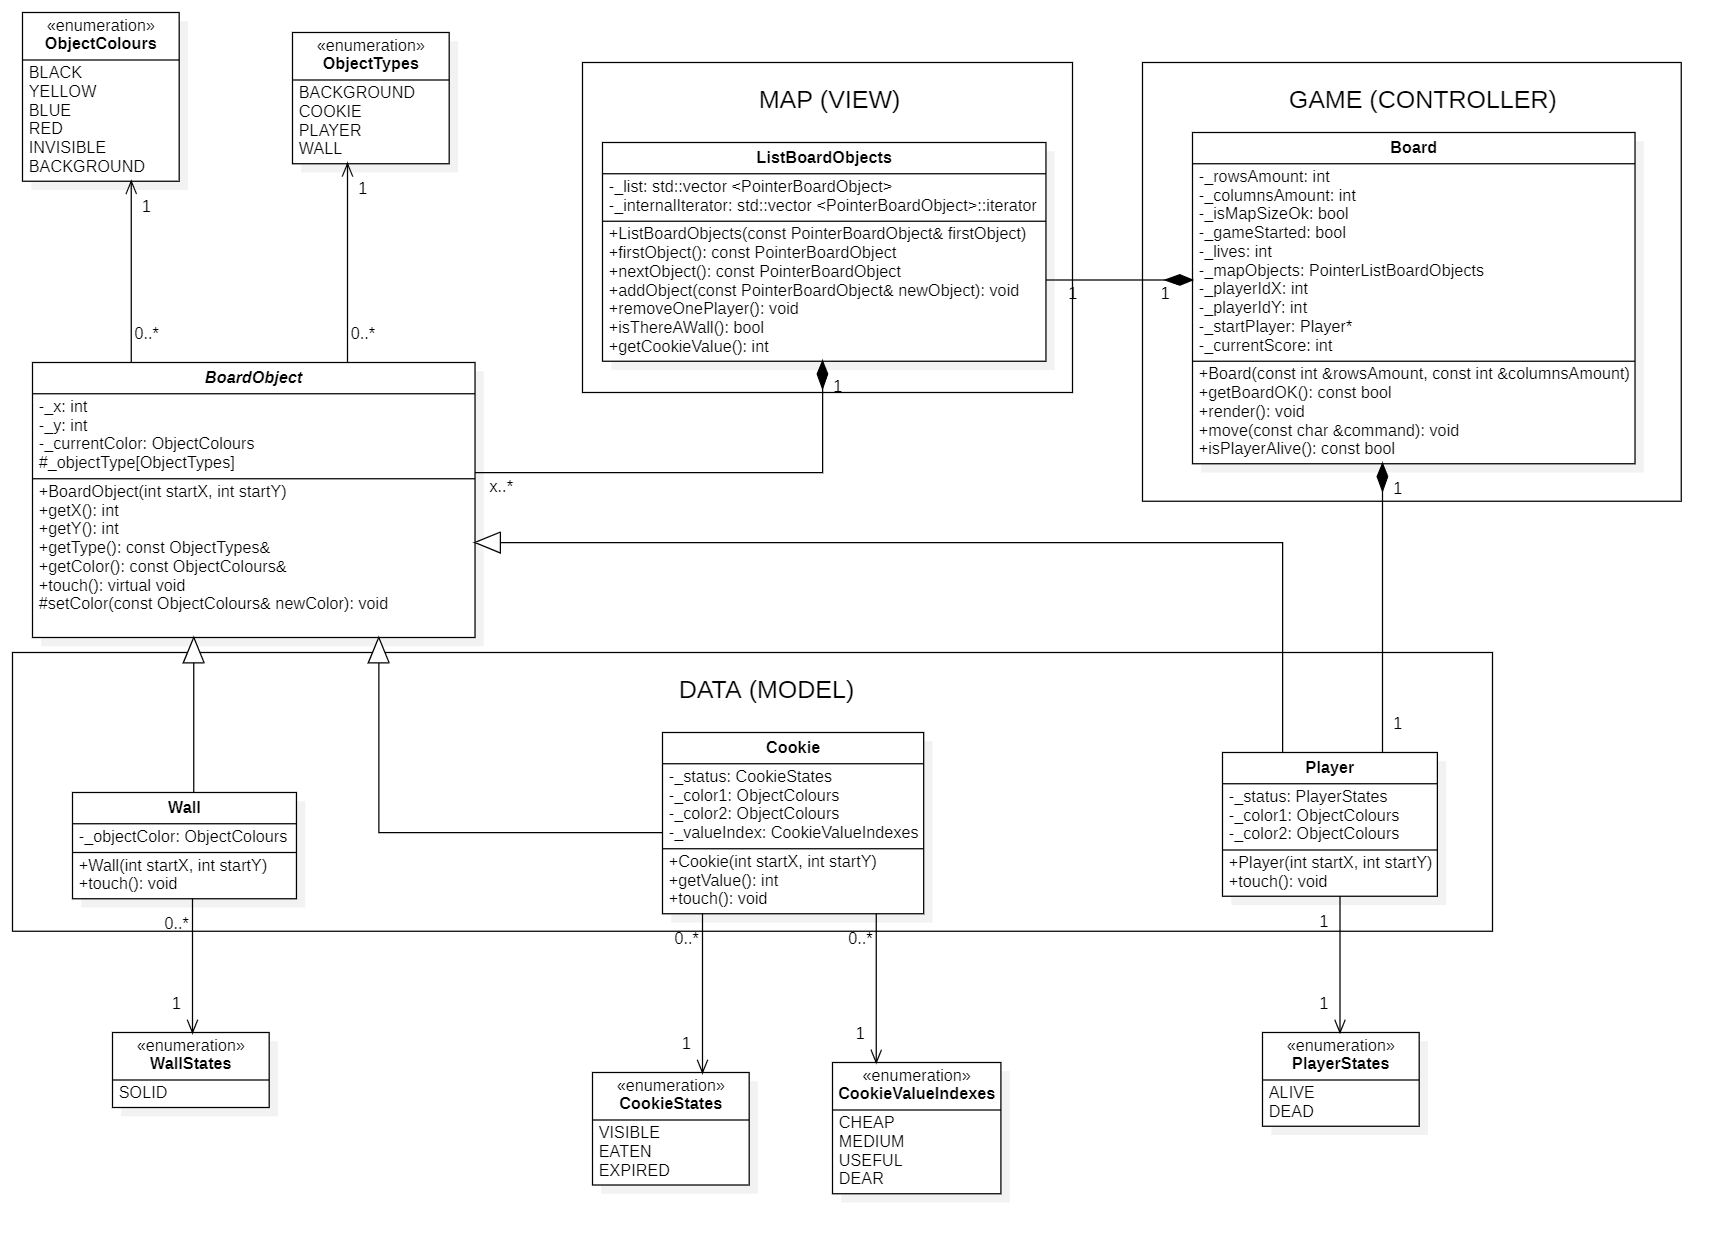 «enumeration»
ObjectColours
BLACK
YELLOW
BLUE
RED
INVISIBLE
BACKGROUND
1
0..*
«enumeration»
ObjectTypes
BACKGROUND
COOKIE
PLAYER
WALL
1
0..*
MAP (VIEW)
ListBoardObjects
-_list: std::vector <PointerBoardObject>
-_internalIterator: std::vector <PointerBoardObject>::iterator
+ListBoardObjects(const PointerBoardObject& firstObject)
+firstObject(): const PointerBoardObject
+nextObject(): const PointerBoardObject
+addObject(const PointerBoardObject& newObject): void
+removeOnePlayer(): void
+isThereAWall(): bool
+getCookieValue(): int
1
1
1
GAME (CONTROLLER)
Board
-_rowsAmount: int
-_columnsAmount: int
-_isMapSizeOk: bool
-_gameStarted: bool
-_lives: int
-_mapObjects: PointerListBoardObjects
-_playerIdX: int
-_playerIdY: int
-_startPlayer: Player*
-_currentScore: int
+Board(const int &rowsAmount, const int &columnsAmount)
+getBoardOK(): const bool
+render(): void
+move(const char &command): void
+isPlayerAlive(): const bool
1
BoardObject
-_x: int
-_y: int
-_currentColor: ObjectColours
#_objectType[ObjectTypes]
+BoardObject(int startX, int startY)
+getX(): int
+getY(): int
+getType(): const ObjectTypes&
+getColor(): const ObjectColours&
+touch(): virtual void
#setColor(const ObjectColours& newColor): void
x..*
DATA (MODEL)
Wall
-_objectColor: ObjectColours
+Wall(int startX, int startY)
+touch(): void
0..*
1
Cookie
-_status: CookieStates
-_color1: ObjectColours
-_color2: ObjectColours
-_valueIndex: CookieValueIndexes
+Cookie(int startX, int startY)
+getValue(): int
+touch(): void
0..*
0..*
1
1
1
Player
-_status: PlayerStates
-_color1: ObjectColours
-_color2: ObjectColours
+Player(int startX, int startY)
+touch(): void
1
1
«enumeration»
WallStates
SOLID
«enumeration»
CookieStates
VISIBLE
EATEN
EXPIRED
«enumeration»
CookieValueIndexes
CHEAP
MEDIUM
USEFUL
DEAR
«enumeration»
PlayerStates
ALIVE
DEAD